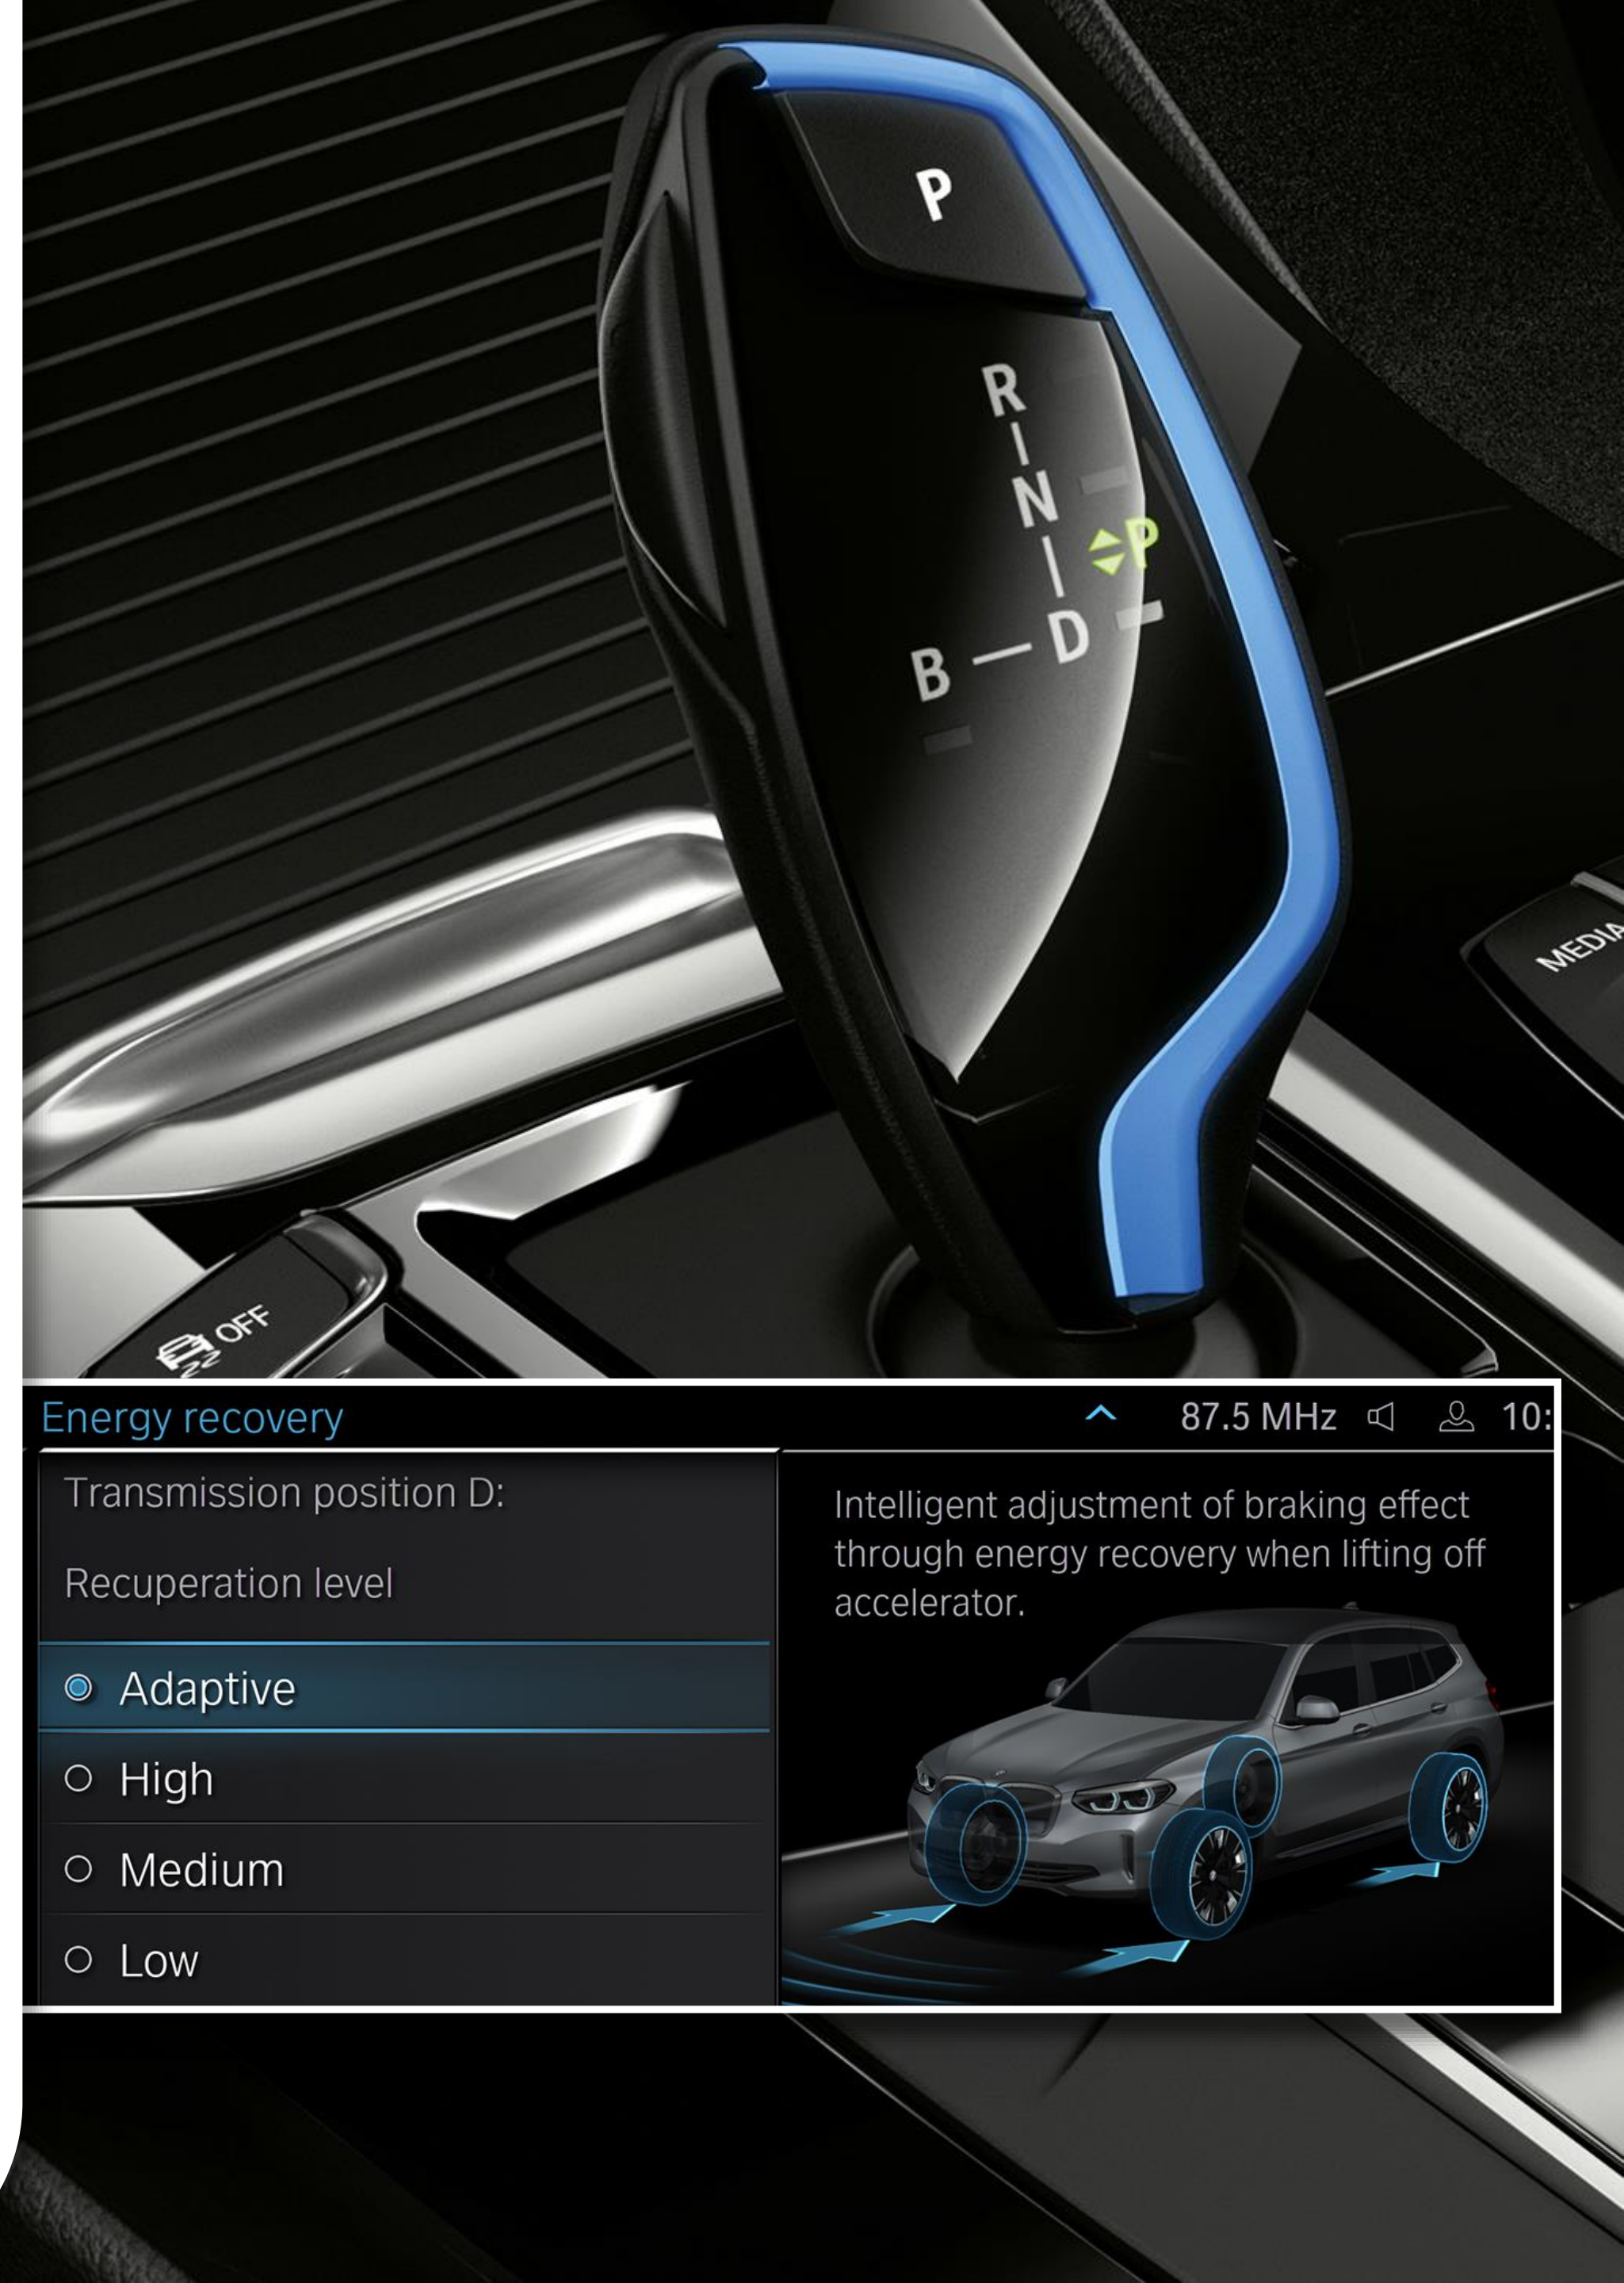 P
R
N
P
B — D
MEDIA
OFF
Energy recovery
87.5 MHz
10:
Transmission position D:
Recuperation level
Adaptive
High
Medium
Low
Intelligent adjustment of braking effect
through energy recovery when lifting off
accelerator.